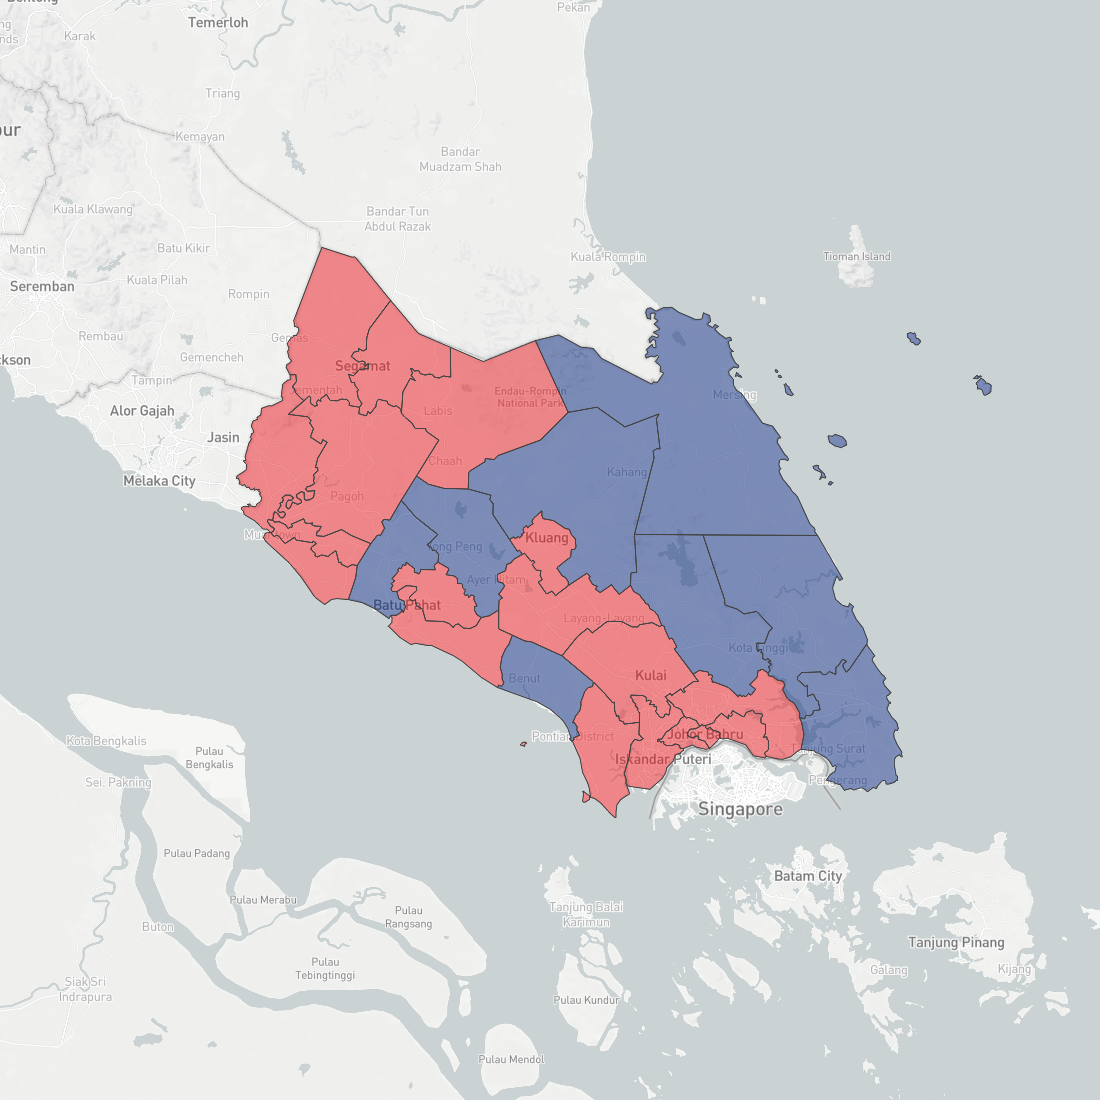 Temerloh
Pekan
Karak
Triang
Kemayan
Bandar
Muadzam Shah
Kuala Klawang
Bandar Tun
Abdul Razak
Mantin
Batu Kikir
Kuala Rompin
Tioman Island
Seremban
Kuala Pilah
Rompin
Rembau
Gemencheh
Segamat
Tampin
Endau-Rompin
National Park
Mersing
Alor Gajah
Labis
Jasin
Chaah
Kahang
Melaka City
Pagoh
Kluang
Yong Peng
Ayer Hitam
Batu Pahat
Layang-Layang
Kota Tinggi
Kulai
Benut
Pontian District
Johor Bahru
Tanjung Surat
Iskandar Puteri
Pengerang
Singapore
Kota Bengkalis
Pulau
Bengkalis
Sei. Pakning
Pulau Padang
Batam City
Pulau Merabu
Pulau
Rangsang
Tanjung Balai
Karimun
Buton
Tanjung Pinang
Pulau
Tebingtinggi
Galang
Kijang
Siak Sri
Indrapura
Pulau Kundur
Pulau Mendol